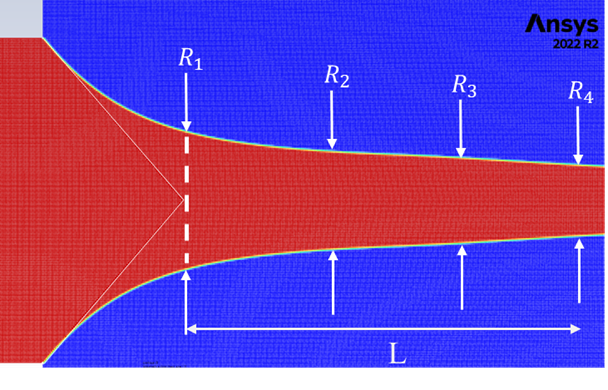 Ansys
2022 R2
R₁
R₂
R₃
R₄
L